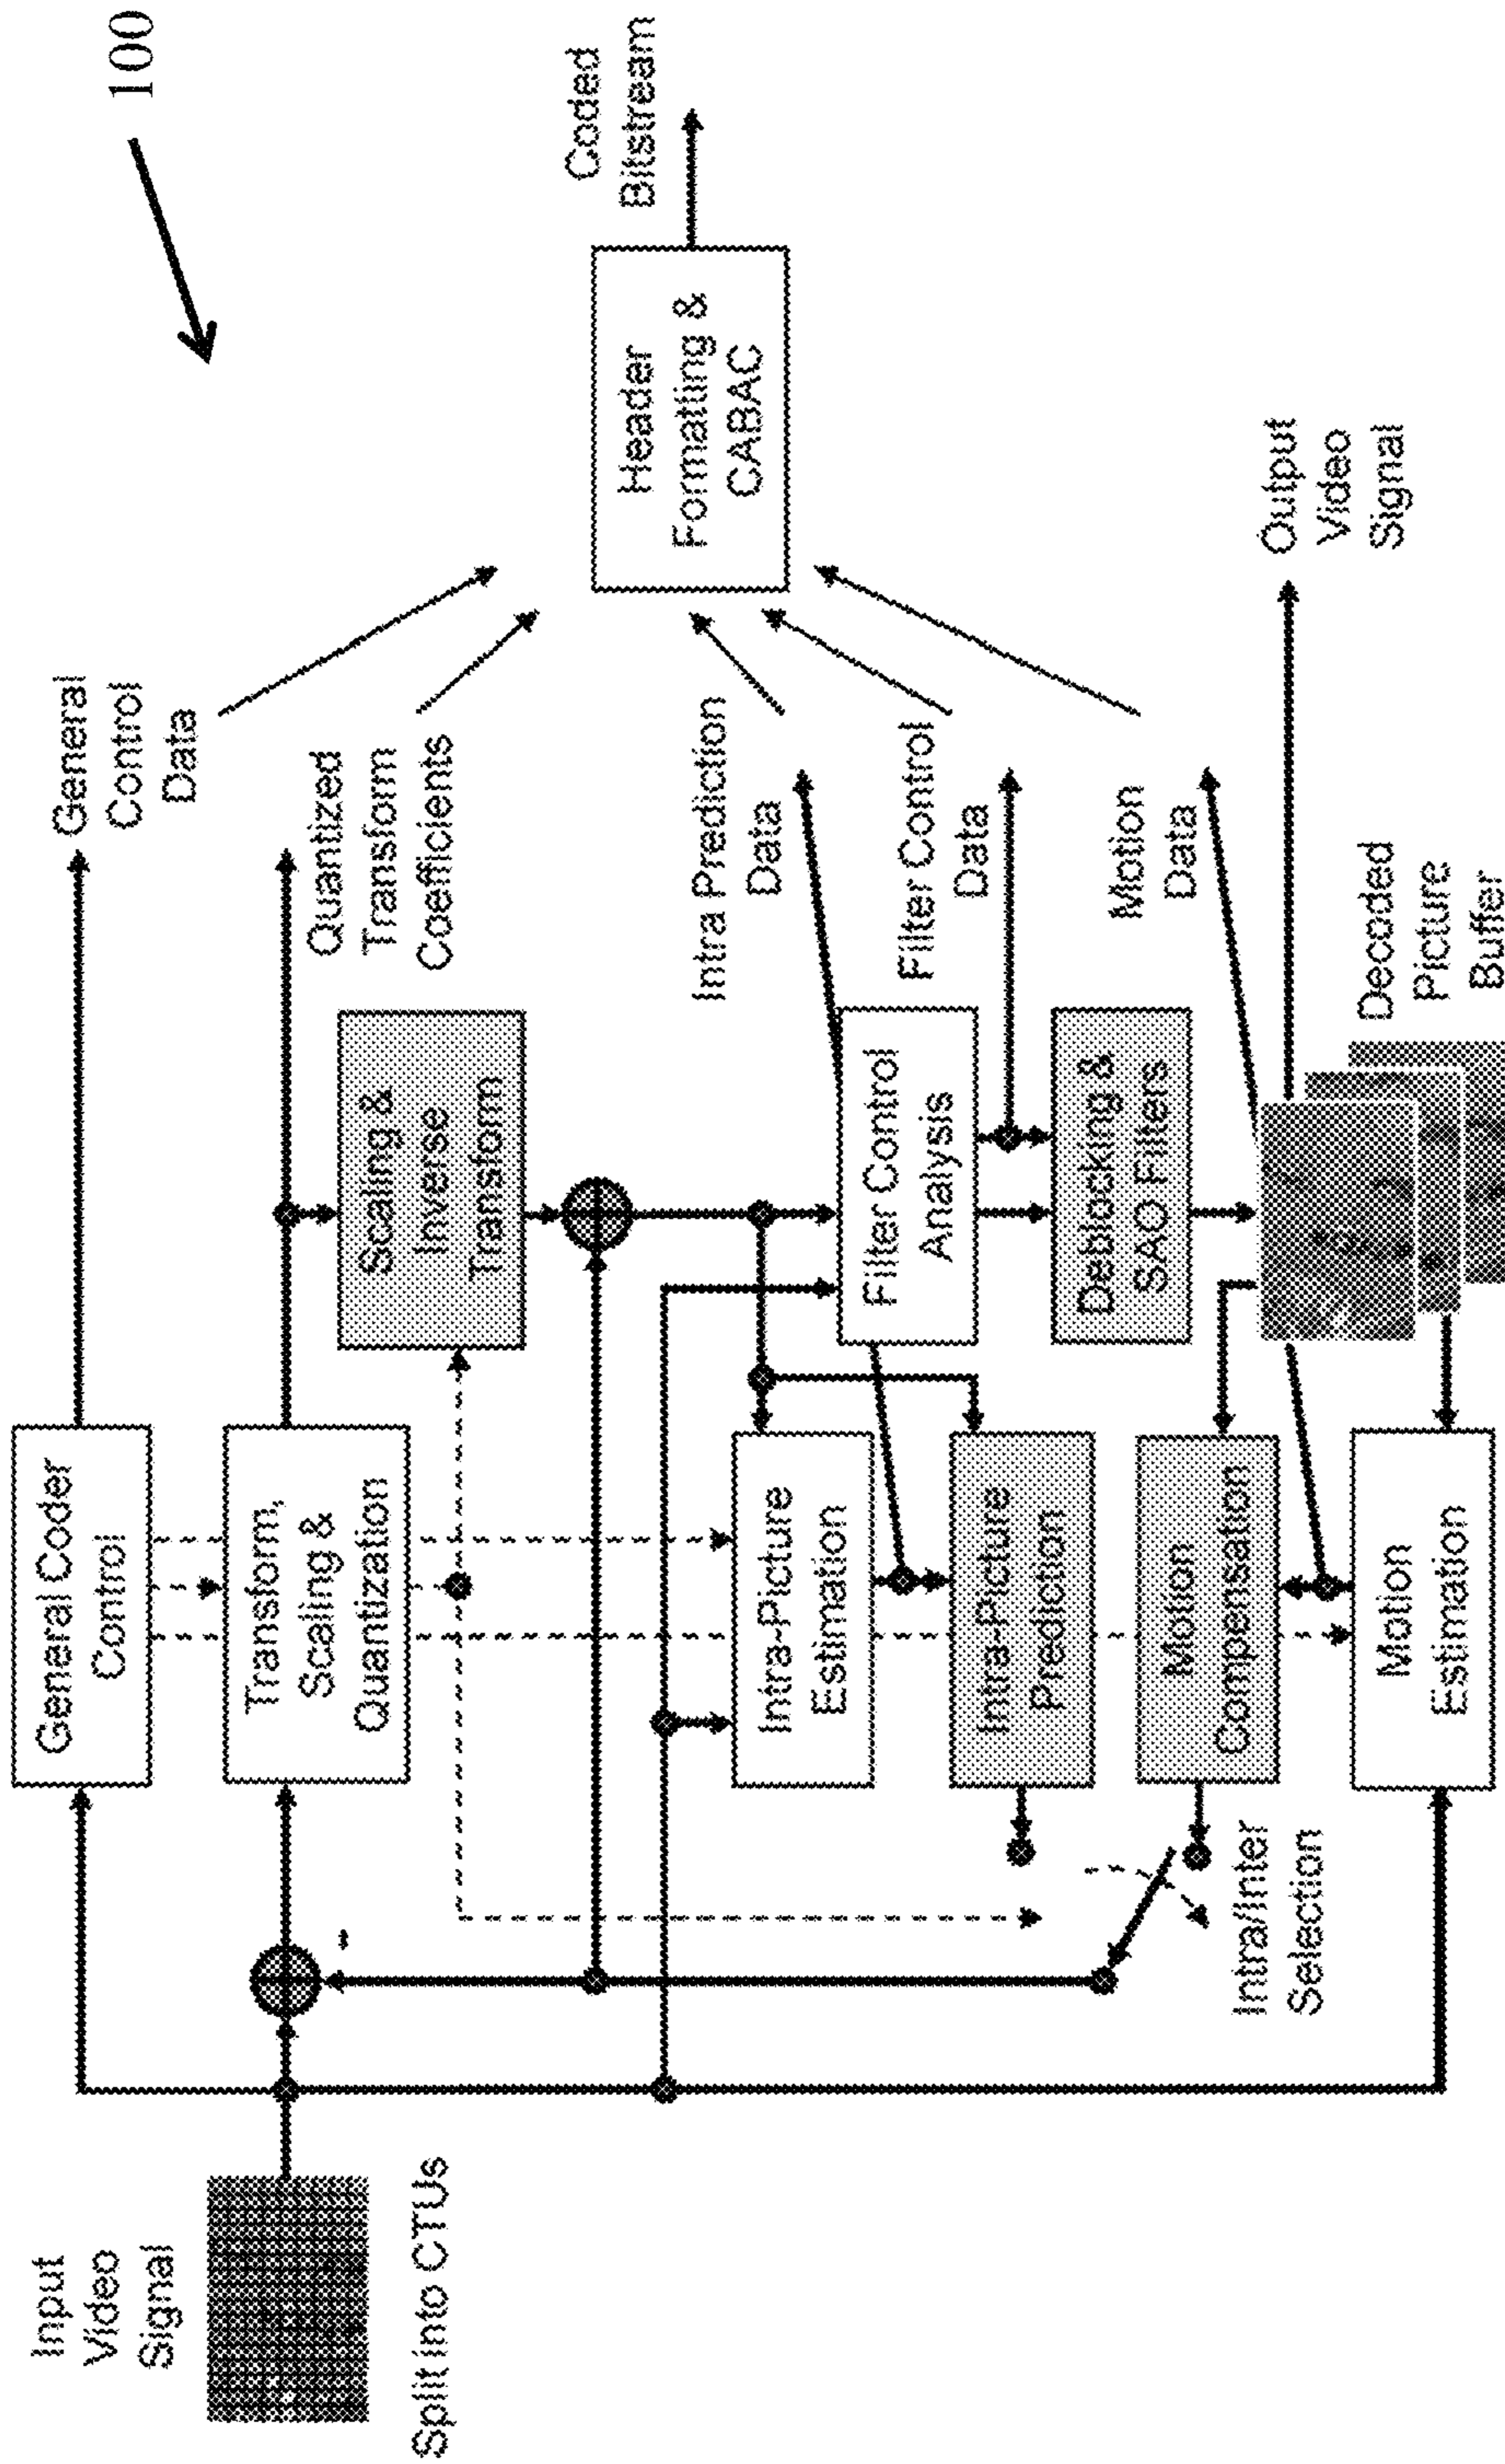 100
Input
Video
Signal
Split into CTUs
General Coder
Control
General
Control
Data
Transform,
Scaling &
Quantization
Quantized
Transform
Coefficients
Scaling &
Inverse
Transform
Coded
Bitstream
Header
Formatting &
CABAC
-
Intra-Picture
Estimation
Filter Control
Analysis
Intra Prediction
Data
Filter Control
Data
Intra-Picture
Prediction
Deblocking &
SAO Filters
Motion
Data
Motion
Compensation
Intra/Inter
Selection
Output
Video
Signal
Motion
Estimation
Decoded
Picture
Buffer